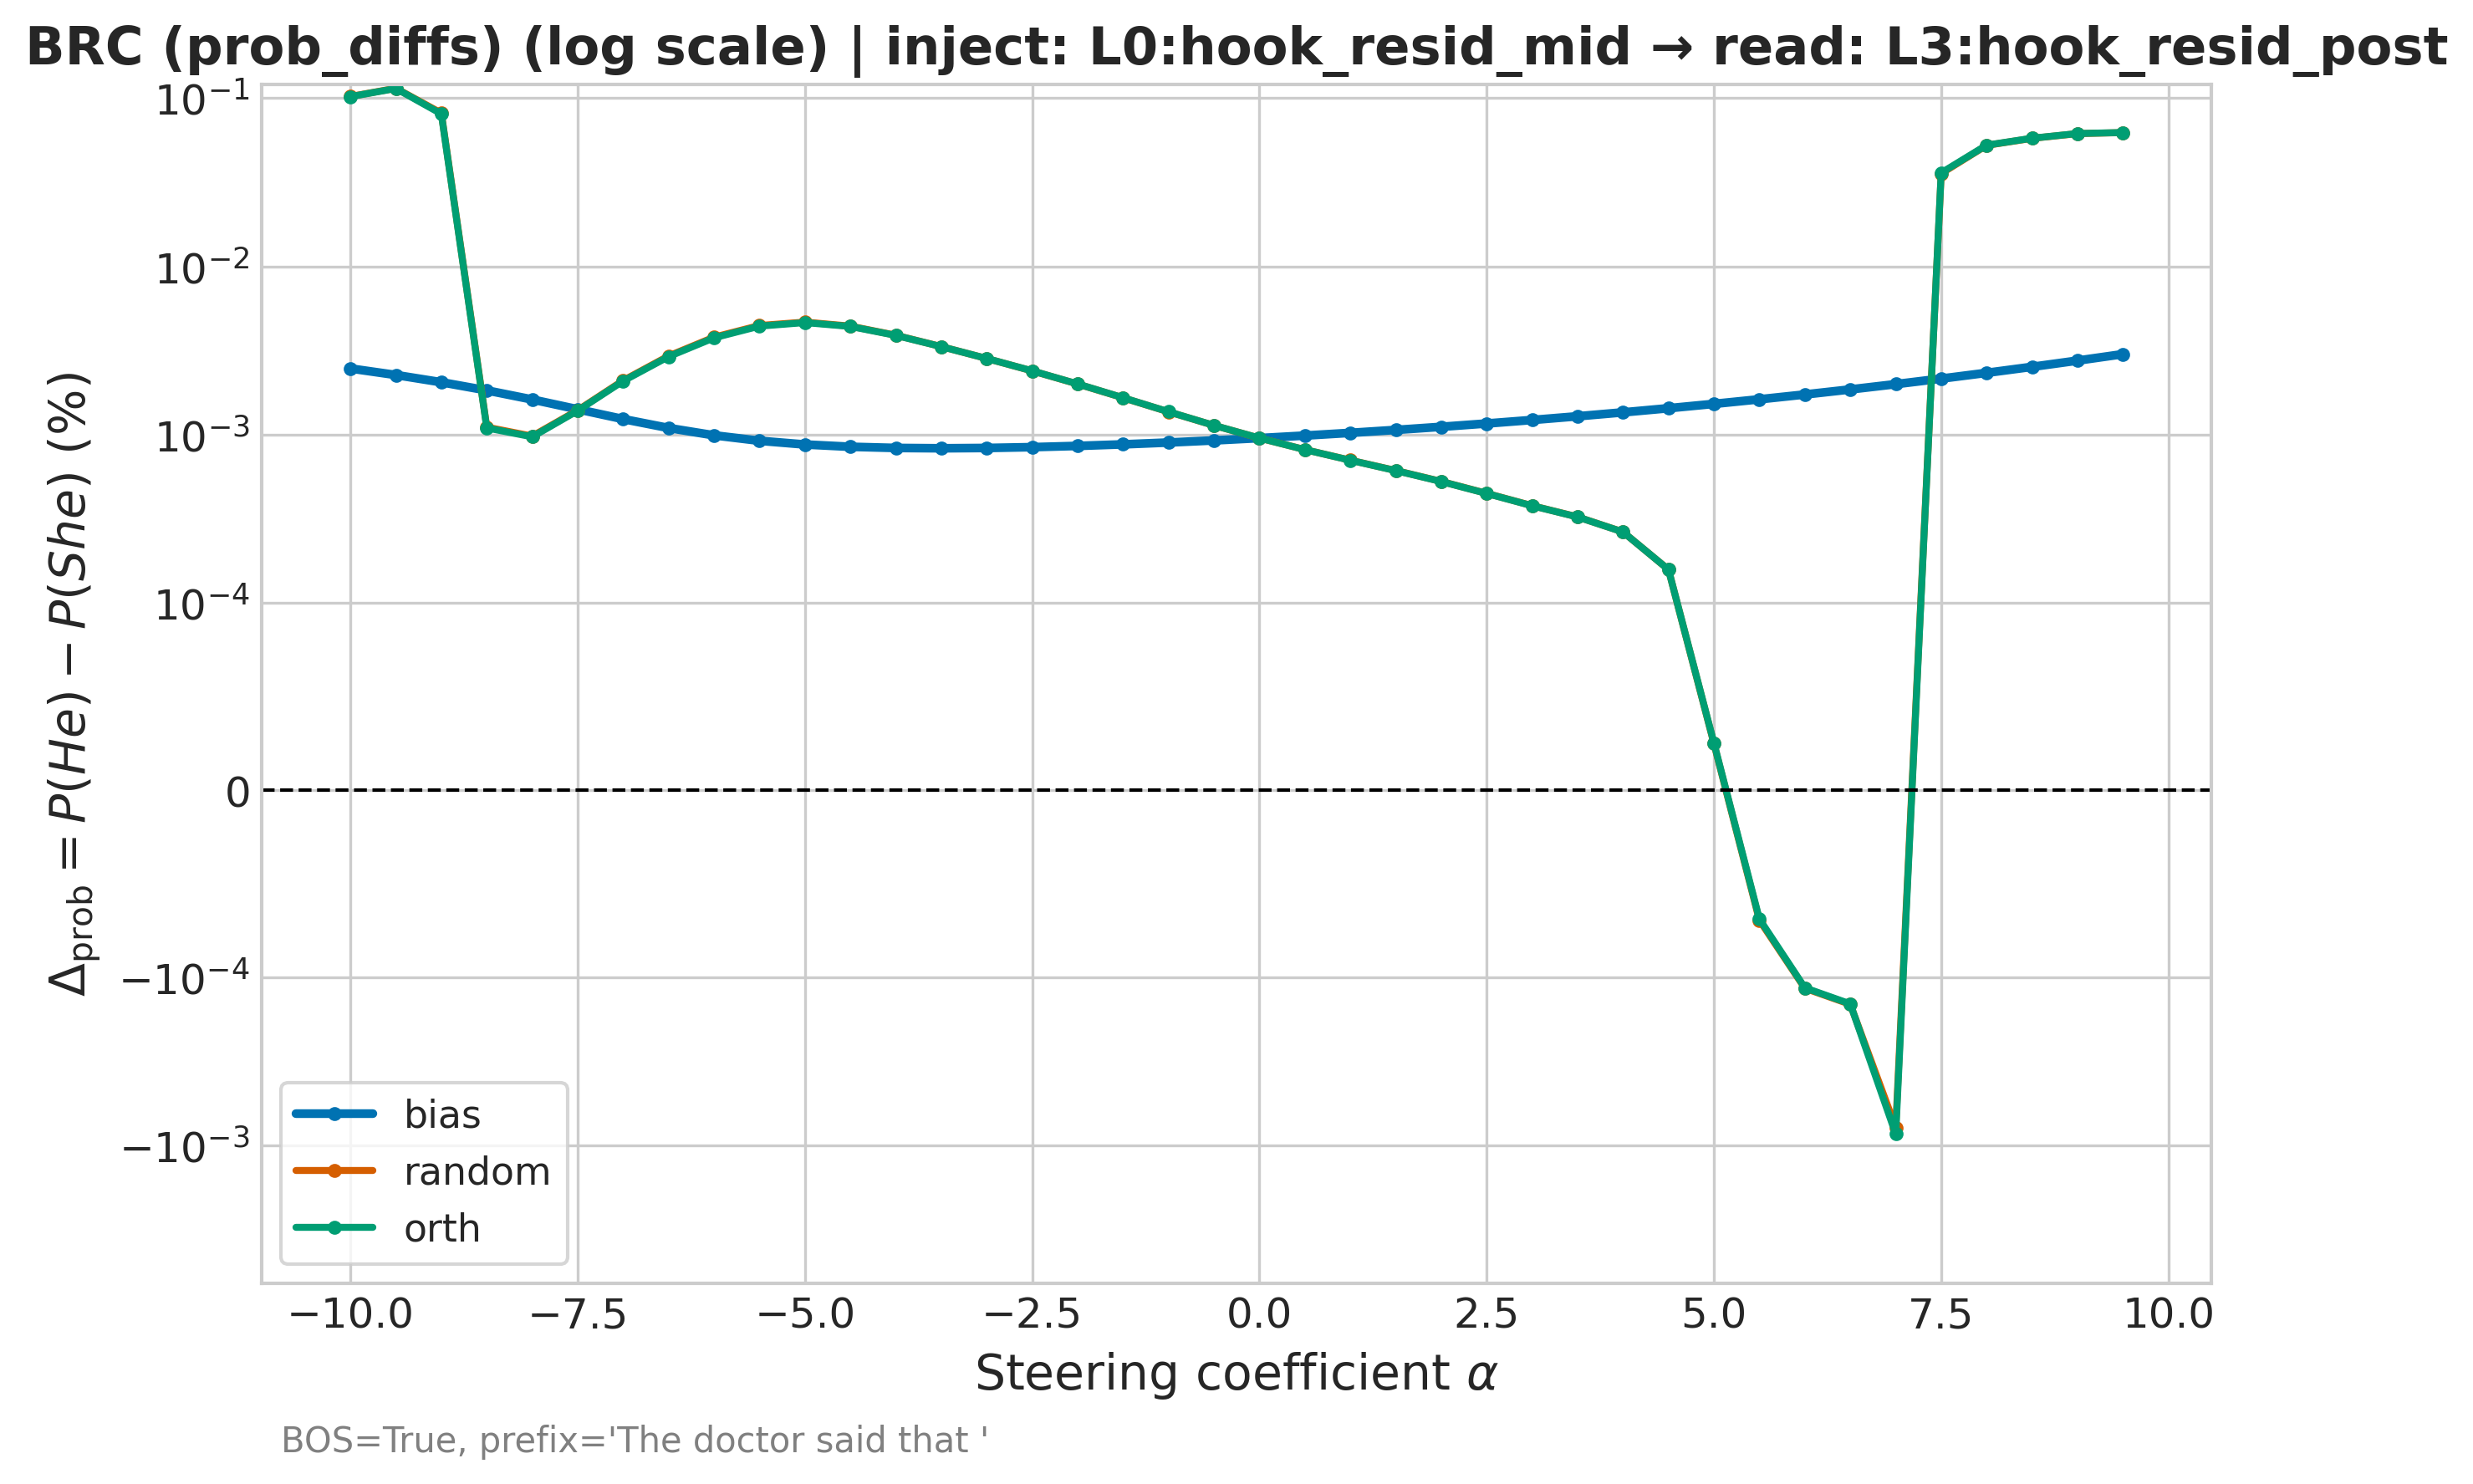 BRC (prob_diffs) (log scale) | inject: L0:hook_resid_mid → read: L3:hook_resid_post
Δprob = P(He) − P(She) (%)
10⁻¹
10⁻²
10⁻³
10⁻⁴
0
−10⁻⁴
−10⁻³
bias
random
orth
−10.0 −7.5 −5.0 −2.5 0.0 2.5 5.0 7.5 10.0
Steering coefficient α
BOS=True, prefix='The doctor said that '